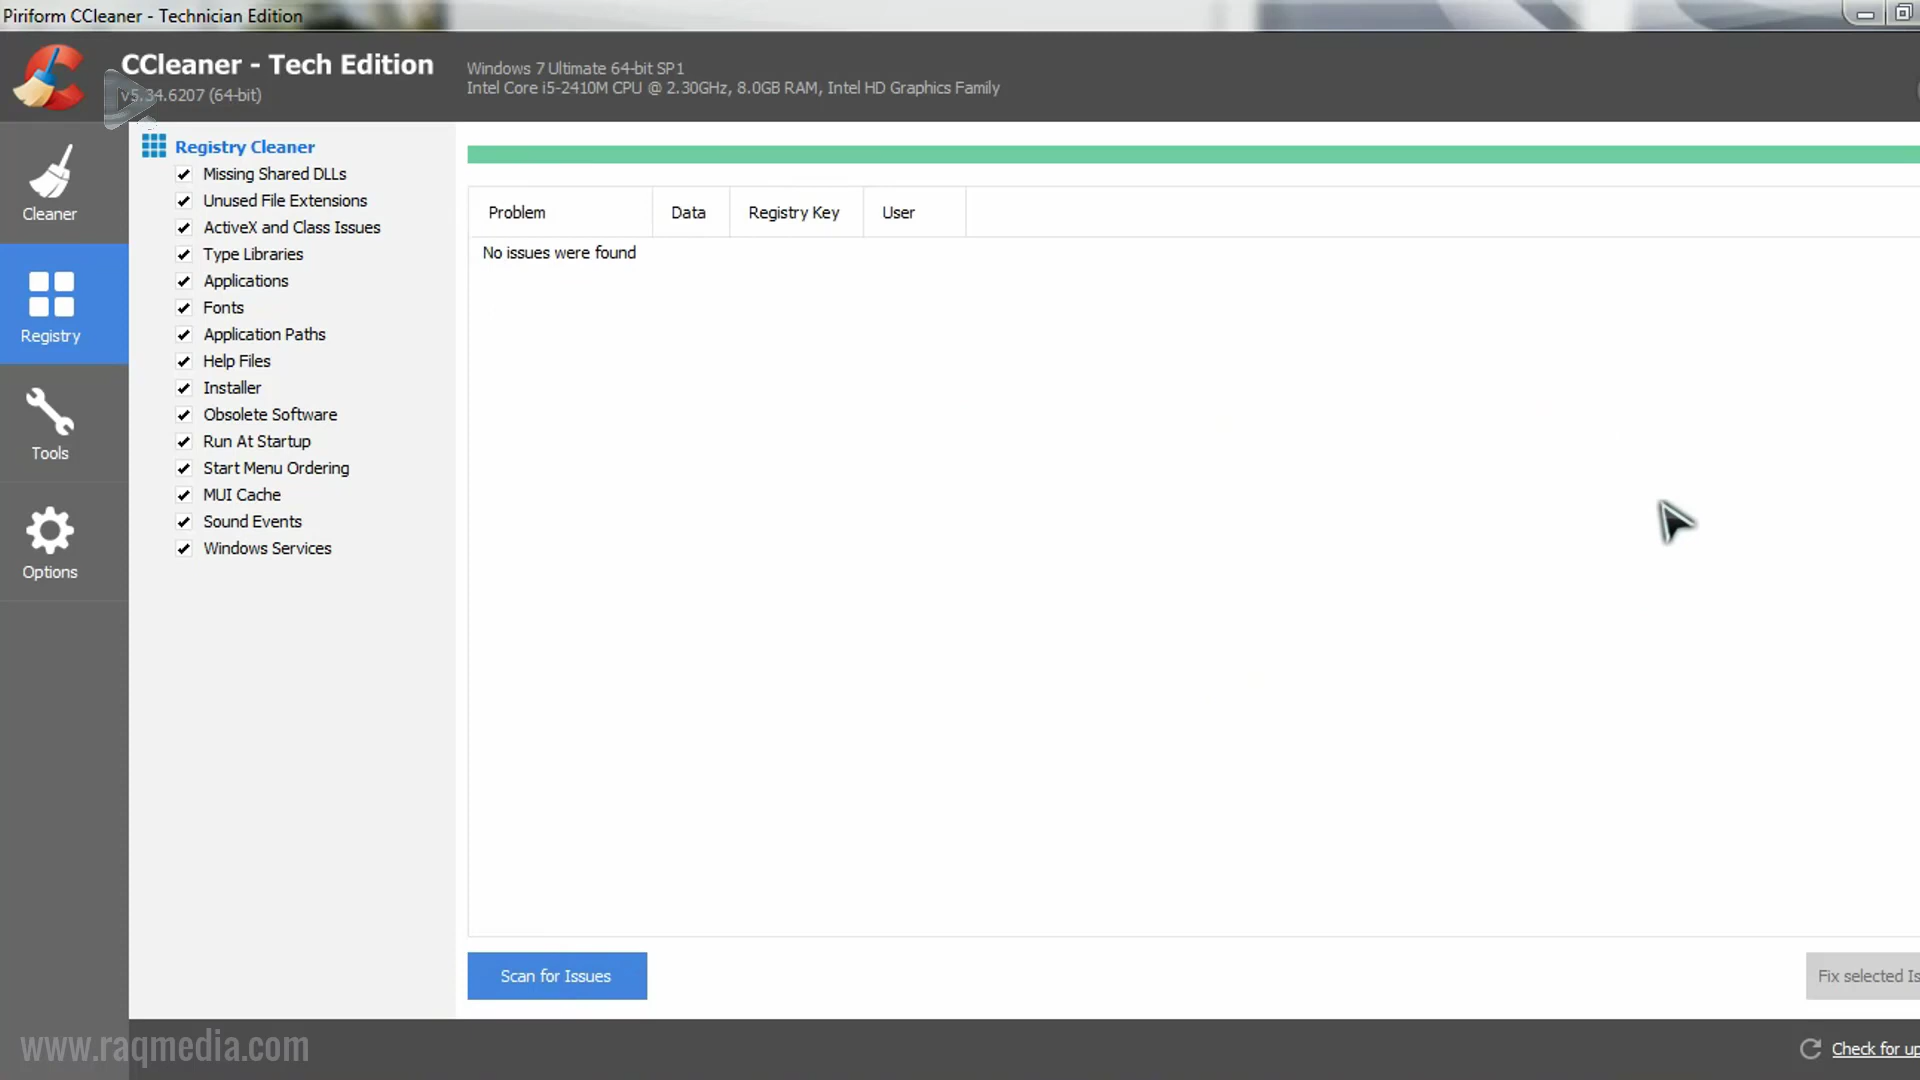 Piriform CCleaner - Technician Edition
CCleaner - Tech Edition
v5.34.6207 (64-bit)
Windows 7 Ultimate 64-bit SP1
Intel Core i5-2410M CPU @ 2.30GHz, 8.0GB RAM, Intel HD Graphics Family
Cleaner
Registry
Tools
Options
Registry Cleaner
Missing Shared DLLs
Unused File Extensions
ActiveX and Class Issues
Type Libraries
Applications
Fonts
Application Paths
Help Files
Installer
Obsolete Software
Run At Startup
Start Menu Ordering
MUI Cache
Sound Events
Windows Services
Problem Data Registry Key User
No issues were found
Scan for Issues
Fix selected Is
Check for up
www.raqmedia.com